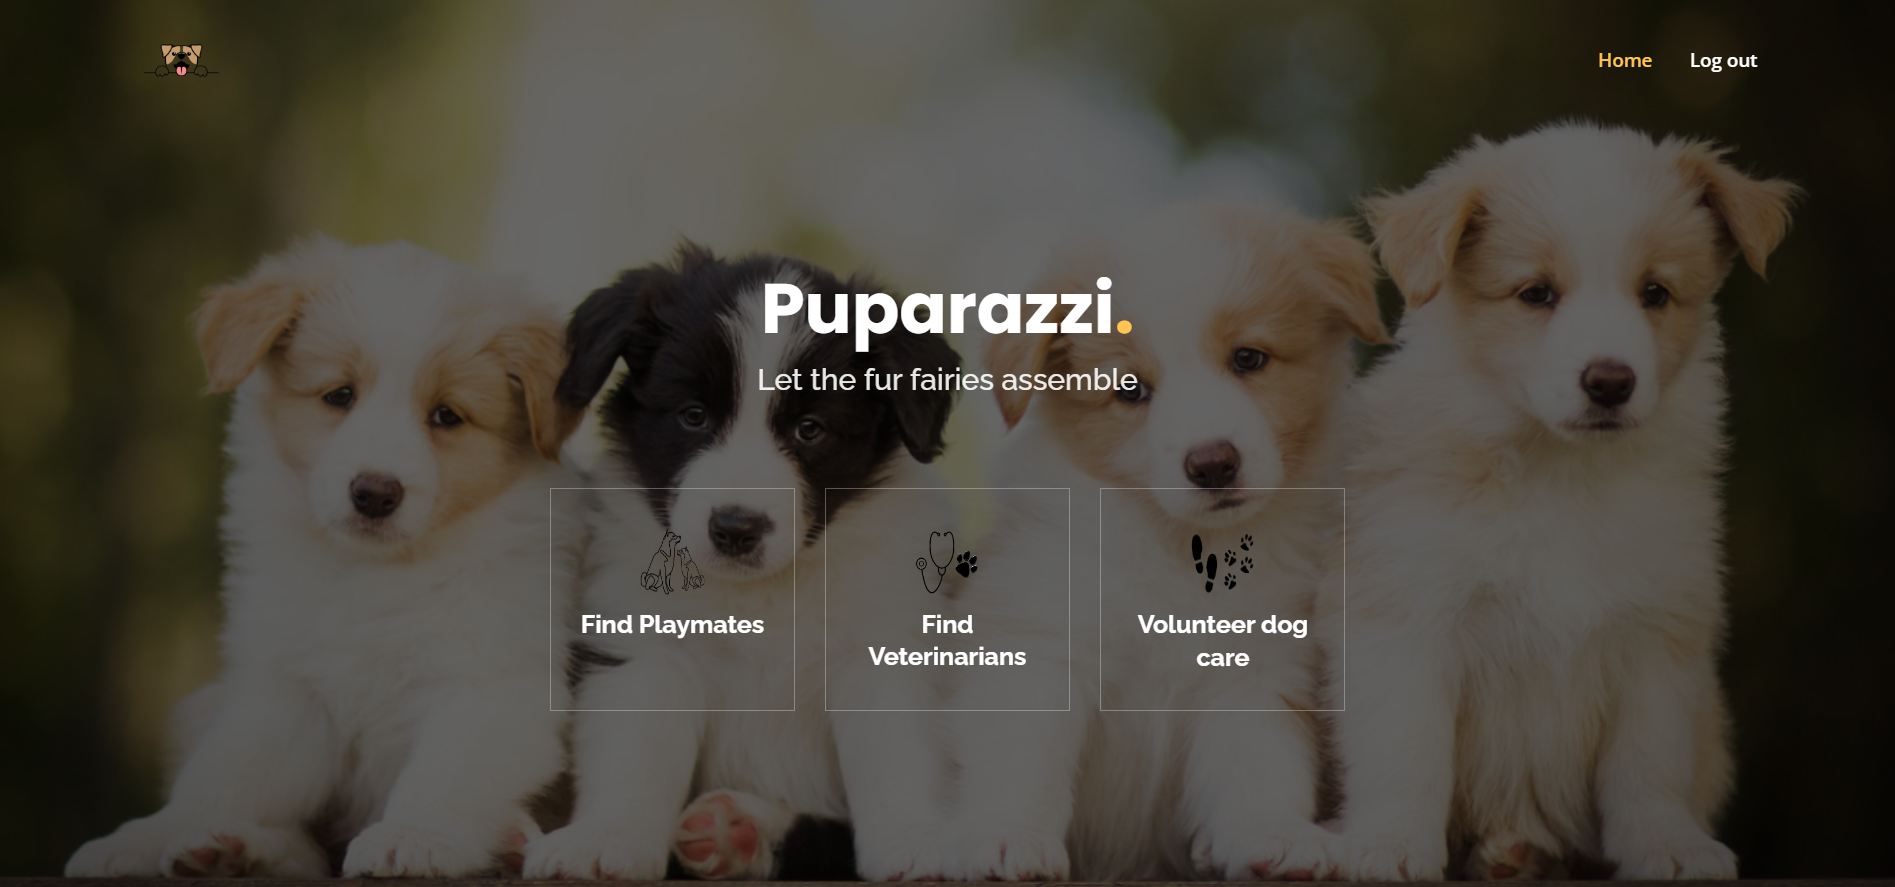 Home
Log out
Puparazzi.
Let the fur fairies assemble
Find Playmates
Find
Veterinarians
Volunteer dog
care